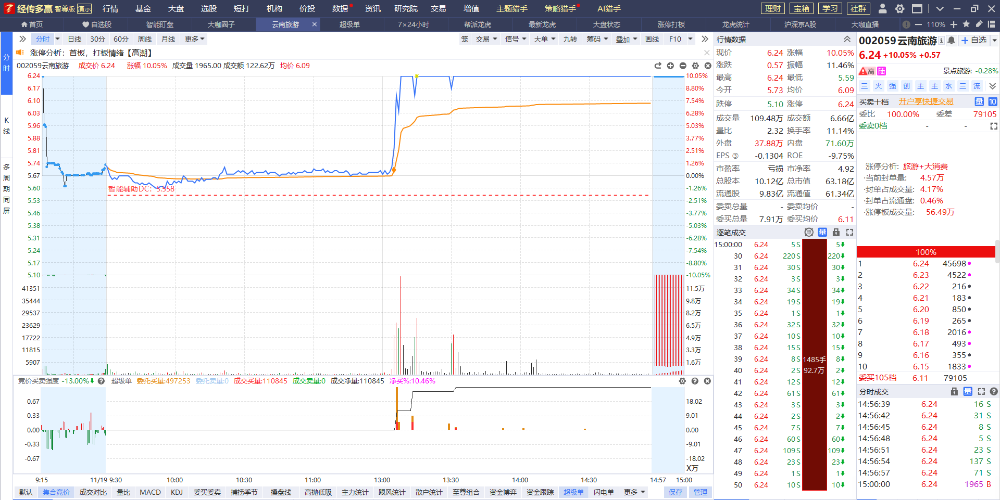 经传多赢 智尊版 演示 行情 基金 大盘 选股 短打 机构 价投 数据 资讯 研究院 交易 增值 主题猎手 策略猎手 AI猎手 理财 宝箱 学习 社群
首页 自选股 智能盯盘 大咖圈子 云南旅游 超级单 7×24小时 帮派龙虎 最新龙虎 大盘状态 涨停打板 龙虎统计 沪深京A股 大咖直播 110%
分时 日线 30分 60分 周线 月线 更多 笼 交易 信号 大单 九转 筹码 叠加 画线 F10
涨停分析：首板，打板情绪【高潮】
002059云南旅游 成交价 6.24 涨幅 10.05% 成交量 1965.00 成交额 122.62万 均价 6.09
分时
K线
多周期同屏
6.24 10.05%
6.17 8.80%
6.10 7.54%
6.03 6.28%
5.96 5.03%
5.88 3.77%
5.81 2.51%
5.74 1.26%
5.67 0.00%
5.60 -1.26%
智能辅助DC：5.558
5.53 -2.51%
5.46 -3.77%
5.38 -5.03%
5.31 -6.28%
5.24 -7.54%
5.17 -8.80%
5.10 -10.05%
41351 11.5万
35444 9.8万
29537 8.2万
23629 6.5万
17722 4.9万
11815 3.3万
5907 1.6万
竞价买卖强度 -13.00% 超级单 委托买量:497253 委托卖量:0 成交买量:110845 成交卖量:0 成交净量:110845 净买%:10.46%
0.67 18.02
0.33 9.01
0.00 0.00
-0.33 -9.01
-0.67 -18.02
X万
9:15 11/19 9:30 10:00 10:30 11:00 13:00 13:30 14:00 14:30 14:57 15:00
默认 集合竞价 成交对比 量比 MACD KDJ 委买委卖 捕捞季节 操盘线 高抛低吸 主力统计 跟风统计 散户统计 至尊组合 资金博弈 资金跟踪 超级单 闪电单 更多 保存 管理
行情数据
现价 6.24 涨幅 10.05%
涨跌 0.57 振幅 11.46%
最高 6.24 最低 5.59
今开 5.73 均价 6.09
跌停 5.10 涨停 6.24
成交量 109.48万 成交额 6.66亿
量比 2.32 换手率 11.14%
外盘 37.88万 内盘 71.60万
EPS ③ -0.1304 ROE -9.75%
市盈率 亏损 市净率 4.92
总股本 10.12亿 总市值 63.18亿
流通股 9.83亿 流通值 61.34亿
委卖总量 - 委卖均价 -
委买总量 7.91万 委买均价 6.11
逐笔成交 单 量
15:00:00 6.24 5 S 5
30 6.24 220 S 220
31 6.24 30 S 30
32 6.24 3 S 3
33 6.24 34 S 34
34 6.24 19 S 19
35 6.24 1 S 1
36 6.24 32 S 32
37 6.24 10 S 10
38 6.24 15 S 15
39 6.24 8 S 1485手 8
40 6.24 2 S 92.7万 2
41 6.24 12 S 12
42 6.24 61 S 61
43 6.24 3 S 3
44 6.24 2 S 2
45 6.24 7 S 7
46 6.24 60 S 60
47 6.24 109 S 109
48 6.24 23 S 23
49 6.24 1 S 1
50 6.24 10 S 10
002059 云南旅游 自选
6.24 +10.05% +0.57
高 陆 景点旅游: -0.28%
三 火 强 创 主 主 水 三 流
买卖十档 开户享快捷交易 量 10
委比 100.00% 委差 79105
委卖0档 - -
涨停分析: 旅游+大消费
·当前封单量: 4.57万
·封单占成交量: 4.17%
·封单占流通盘: 0.46%
·涨停板成交量: 56.49万
100%
1 6.24 45698
2 6.23 4522
3 6.22 216
4 6.21 183
5 6.20 850
6 6.19 265
7 6.18 2016
8 6.17 493
9 6.16 355
10 6.15 1833
委买105档 6.11 79105
分时成交 量
14:56:39 6.24 16 S
14:56:42 6.24 31 S
14:56:45 6.24 8 S
14:56:48 6.24 5 S
14:56:51 6.24 23 S
14:56:54 6.24 137 S
14:56:57 6.24 71 S
15:00:00 6.24 1965 B